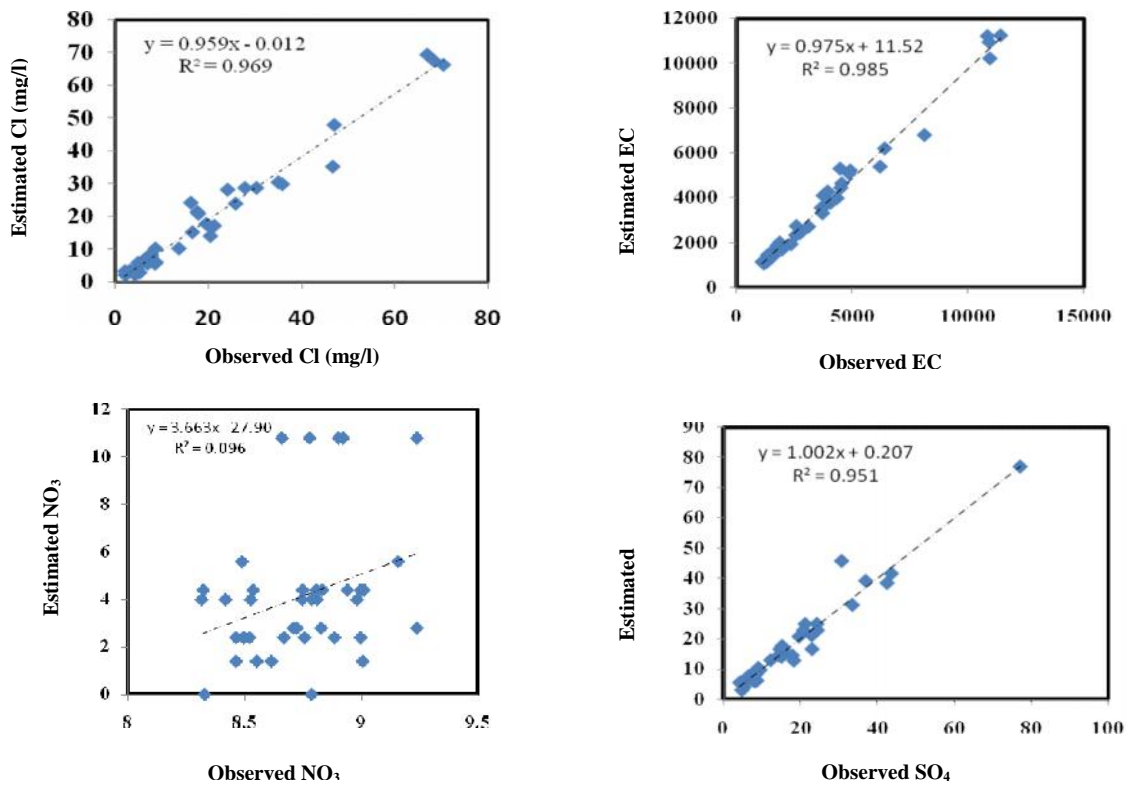 80
70
60
50
40
30
20
10
0
y = 0.959x - 0.012
R² = 0.969
0 20 40 60 80
Estimated Cl (mg/l)
Observed Cl (mg/l)
12000
10000
8000
6000
4000
2000
0
y = 0.975x + 11.52
R² = 0.985
0 5000 10000 15000
Estimated EC
Observed EC
12
10
8
6
4
2
0
y = 3.663x - 27.90
R² = 0.096
8 8.5 9 9.5
Estimated NO₃
Observed NO₃
90
80
70
60
50
40
30
20
10
0
y = 1.002x + 0.207
R² = 0.951
0 20 40 60 80 100
Estimated
Observed SO₄